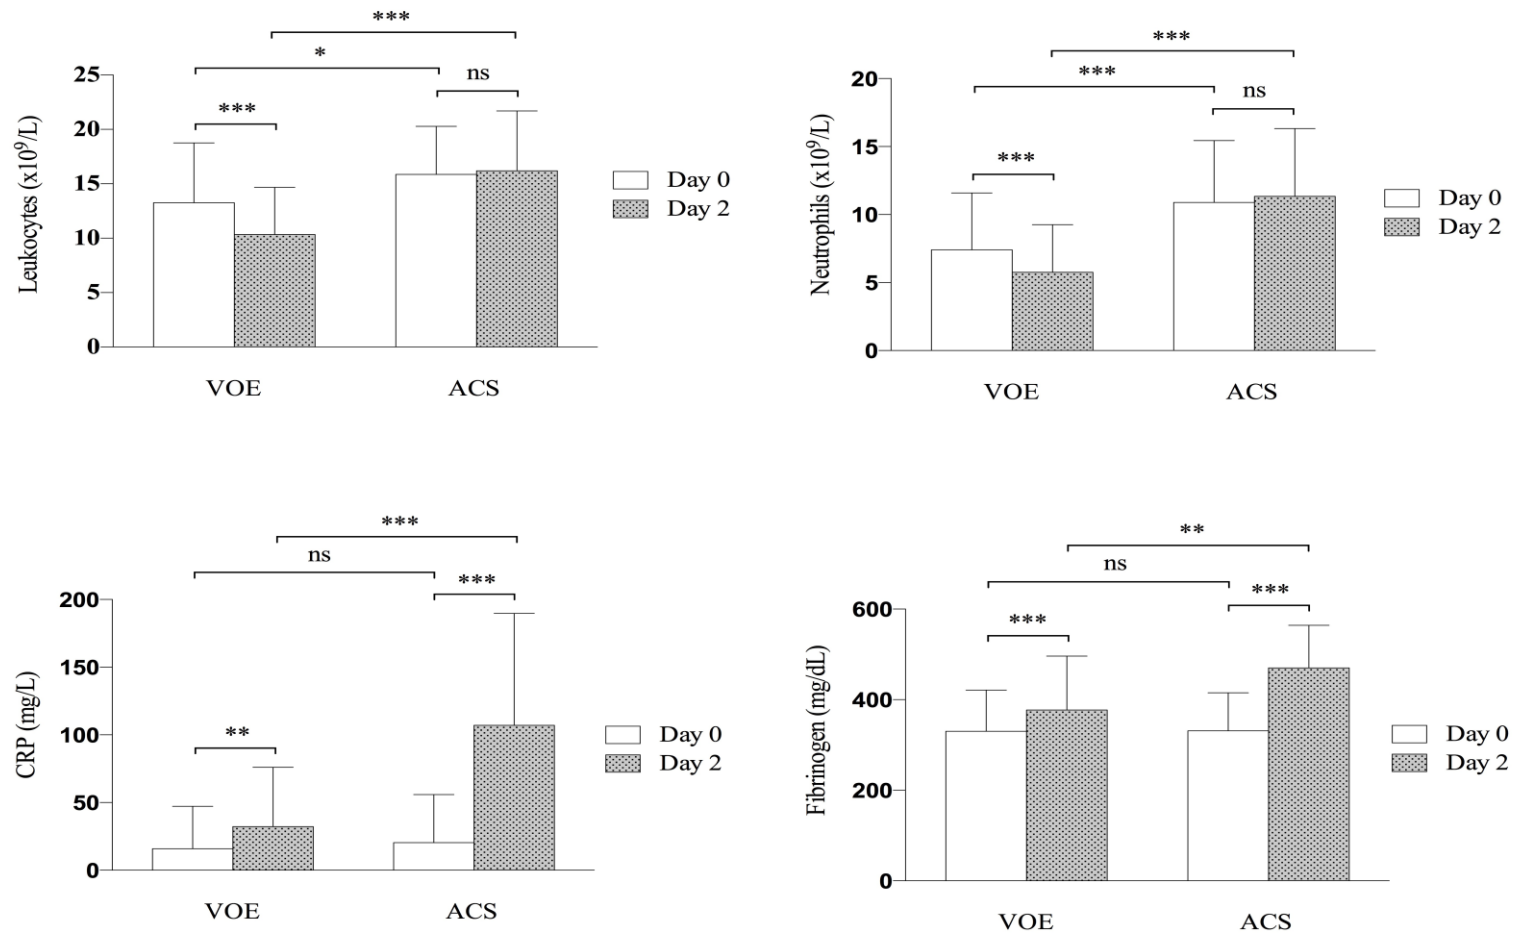 ***
*
ns
***
25
20
15
10
5
0
Leukocytes (x10⁹/L)
VOE
ACS
Day 0
Day 2
***
***
ns
***
20
15
10
5
0
Neutrophils (x10⁹/L)
VOE
ACS
Day 0
Day 2
***
ns
***
**
200
150
100
50
0
CRP (mg/L)
VOE
ACS
Day 0
Day 2
**
ns
***
***
600
400
200
0
Fibrinogen (mg/dL)
VOE
ACS
Day 0
Day 2